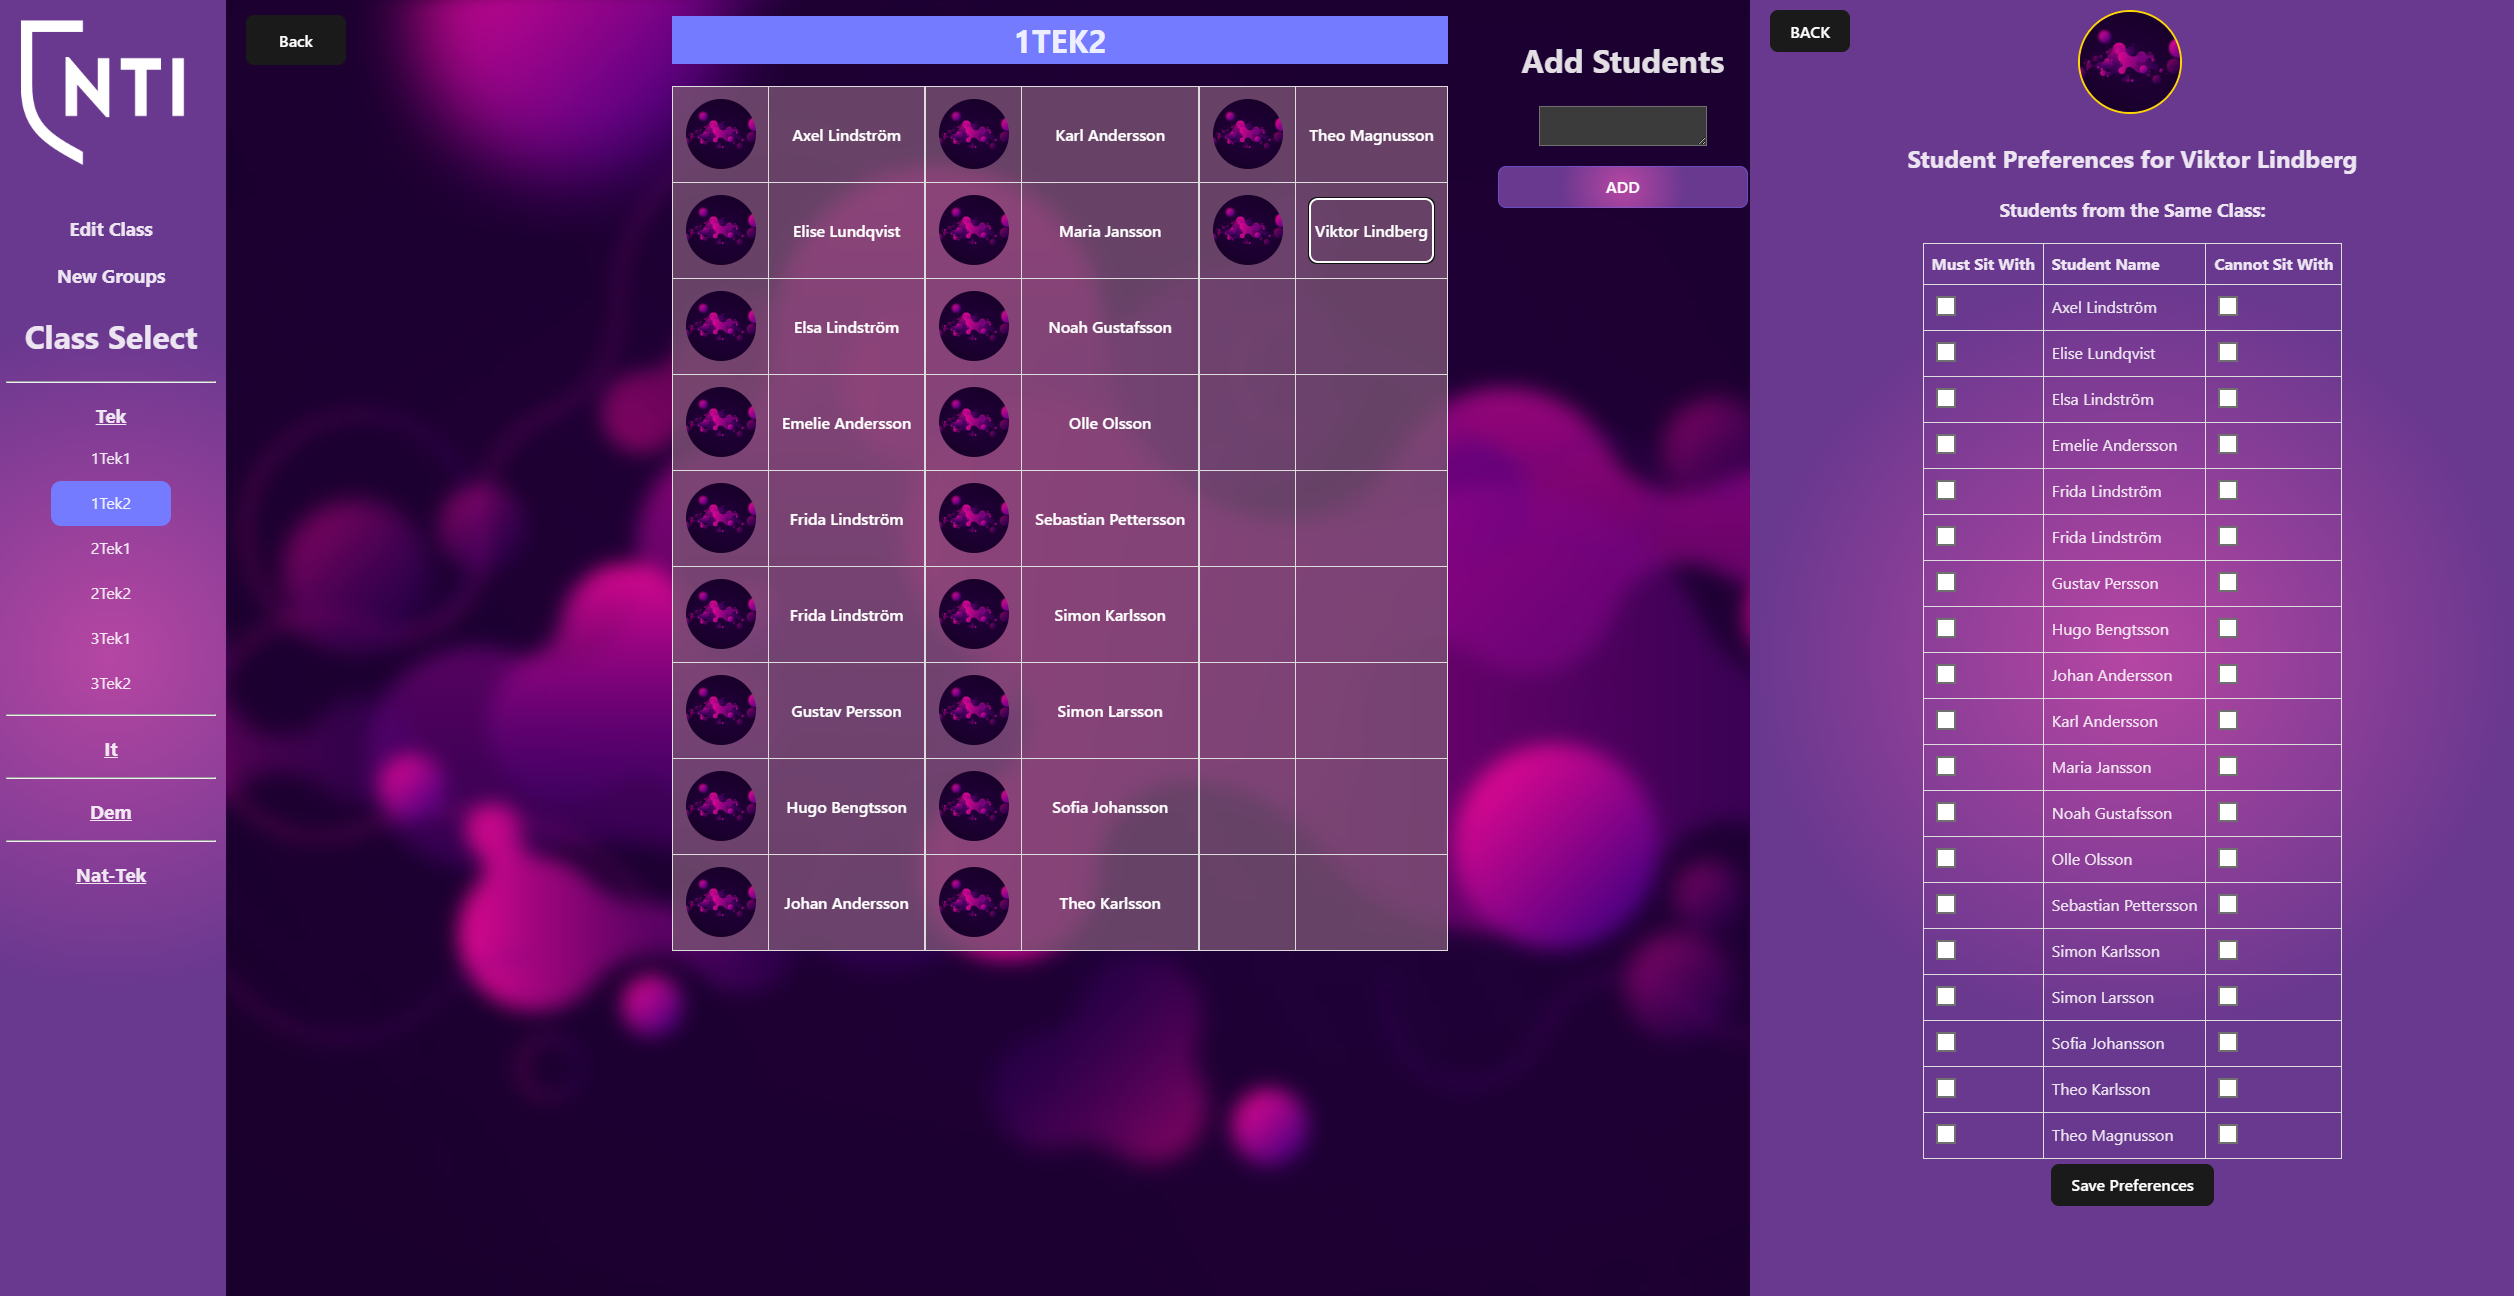 NTI
Edit Class
New Groups
Class Select
Tek
1Tek1
1Tek2
2Tek1
2Tek2
3Tek1
3Tek2
It
Dem
Nat-Tek
Back
1TEK2
Axel Lindström Karl Andersson Theo Magnusson
Elise Lundqvist Maria Jansson Viktor Lindberg
Elsa Lindström Noah Gustafsson
Emelie Andersson Olle Olsson
Frida Lindström Sebastian Pettersson
Frida Lindström Simon Karlsson
Gustav Persson Simon Larsson
Hugo Bengtsson Sofia Johansson
Johan Andersson Theo Karlsson
Add Students
ADD
BACK
Student Preferences for Viktor Lindberg
Students from the Same Class:
Must Sit With Student Name Cannot Sit With
Axel Lindström
Elise Lundqvist
Elsa Lindström
Emelie Andersson
Frida Lindström
Frida Lindström
Gustav Persson
Hugo Bengtsson
Johan Andersson
Karl Andersson
Maria Jansson
Noah Gustafsson
Olle Olsson
Sebastian Pettersson
Simon Karlsson
Simon Larsson
Sofia Johansson
Theo Karlsson
Theo Magnusson
Save Preferences